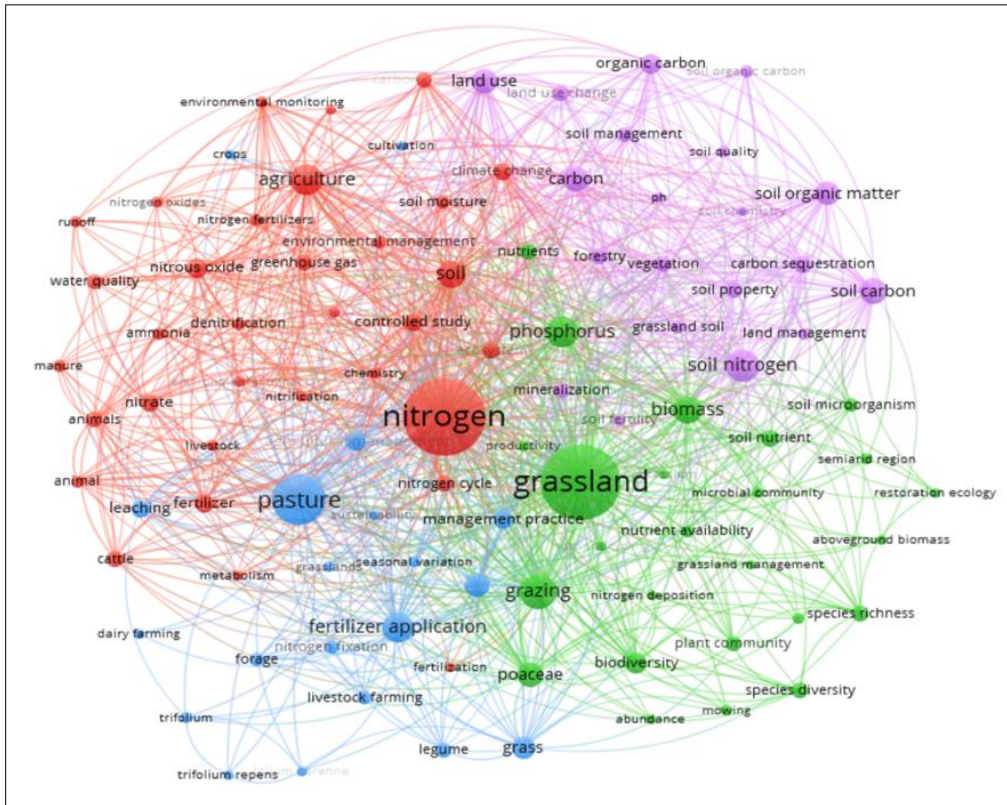 organic carbon
soil organic carbon
land use
land use change
environmental monitoring
cultivation
soil management
crops
soil quality
agriculture
climate change
carbon
soil organic matter
nitrogen oxides
soil moisture
ph
soil chemistry
runoff
nitrogen fertilizers
environmental management
nutrients
forestry
vegetation
carbon sequestration
nitrous oxide
greenhouse gas
soil
water quality
soil property
soil carbon
denitrification
controlled study
phosphorus
grassland soil
land management
ammonia
manure
chemistry
soil nitrogen
nitrification
mineralization
nitrate
biomass
soil microorganism
animals
nitrogen
soil fertility
livestock
productivity
soil nutrient
semiarid region
animal
nitrogen cycle
grassland
microbial community
restoration ecology
leaching
fertilizer
pasture
sustainability
management practice
nutrient availability
aboveground biomass
cattle
grasslands
seasonal variation
grassland management
metabolism
grazing
nitrogen deposition
species richness
dairy farming
fertilizer application
nitrogen fixation
plant community
forage
fertilization
poaceae
biodiversity
livestock farming
species diversity
trifolium
abundance
mowing
legume
grass
trifolium repens